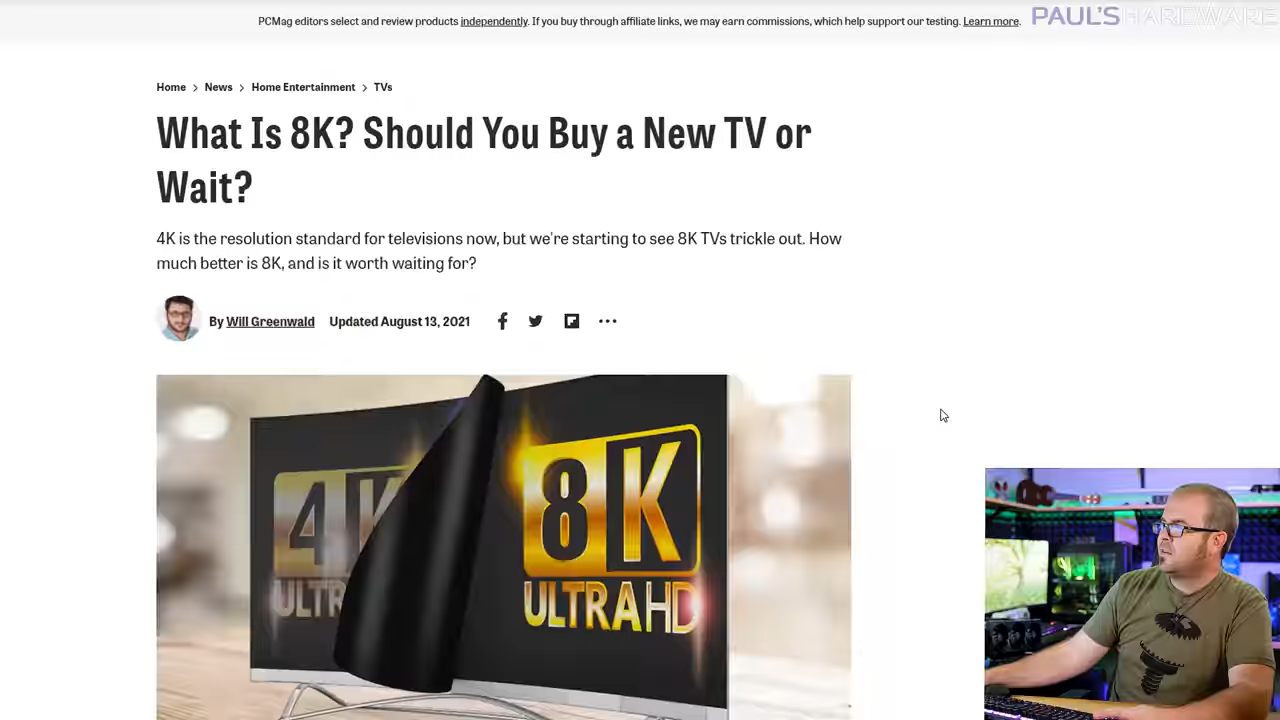 PCMag editors select and review products independently. If you buy through affiliate links, we may earn commissions, which help support our testing. Learn more.
PAUL'S HARDWARE
Home > News > Home Entertainment > TVs
What Is 8K? Should You Buy a New TV or
Wait?
4K is the resolution standard for televisions now, but we're starting to see 8K TVs trickle out. How
much better is 8K, and is it worth waiting for?
By Will Greenwald Updated August 13, 2021
4K
ULTR
8K
ULTRA HD